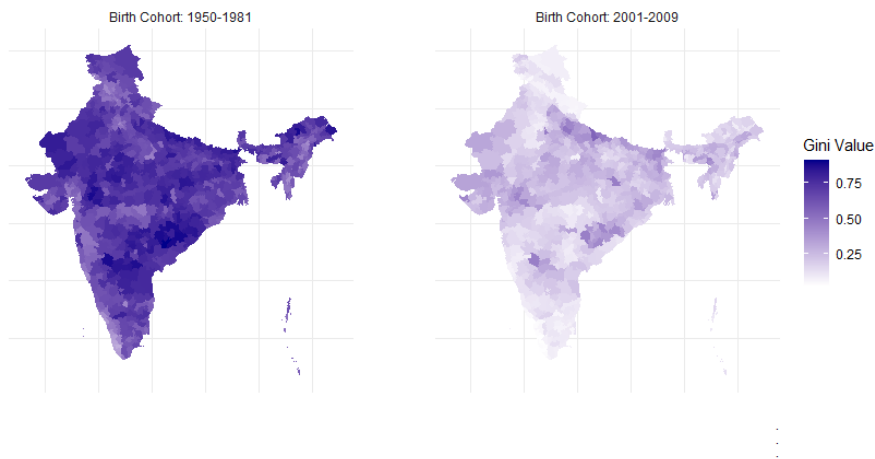 Birth Cohort: 1950-1981
Birth Cohort: 2001-2009
Gini Value
0.75
0.50
0.25